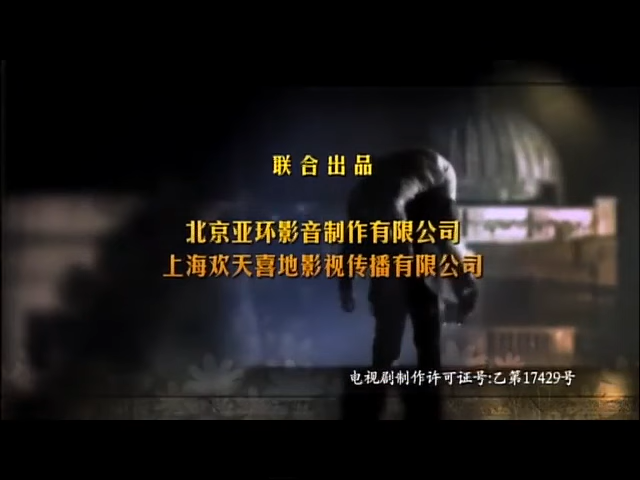 联合出品
北京亚环影音制作有限公司
上海欢天喜地影视传播有限公司
电视剧制作许可证号:乙第17429号